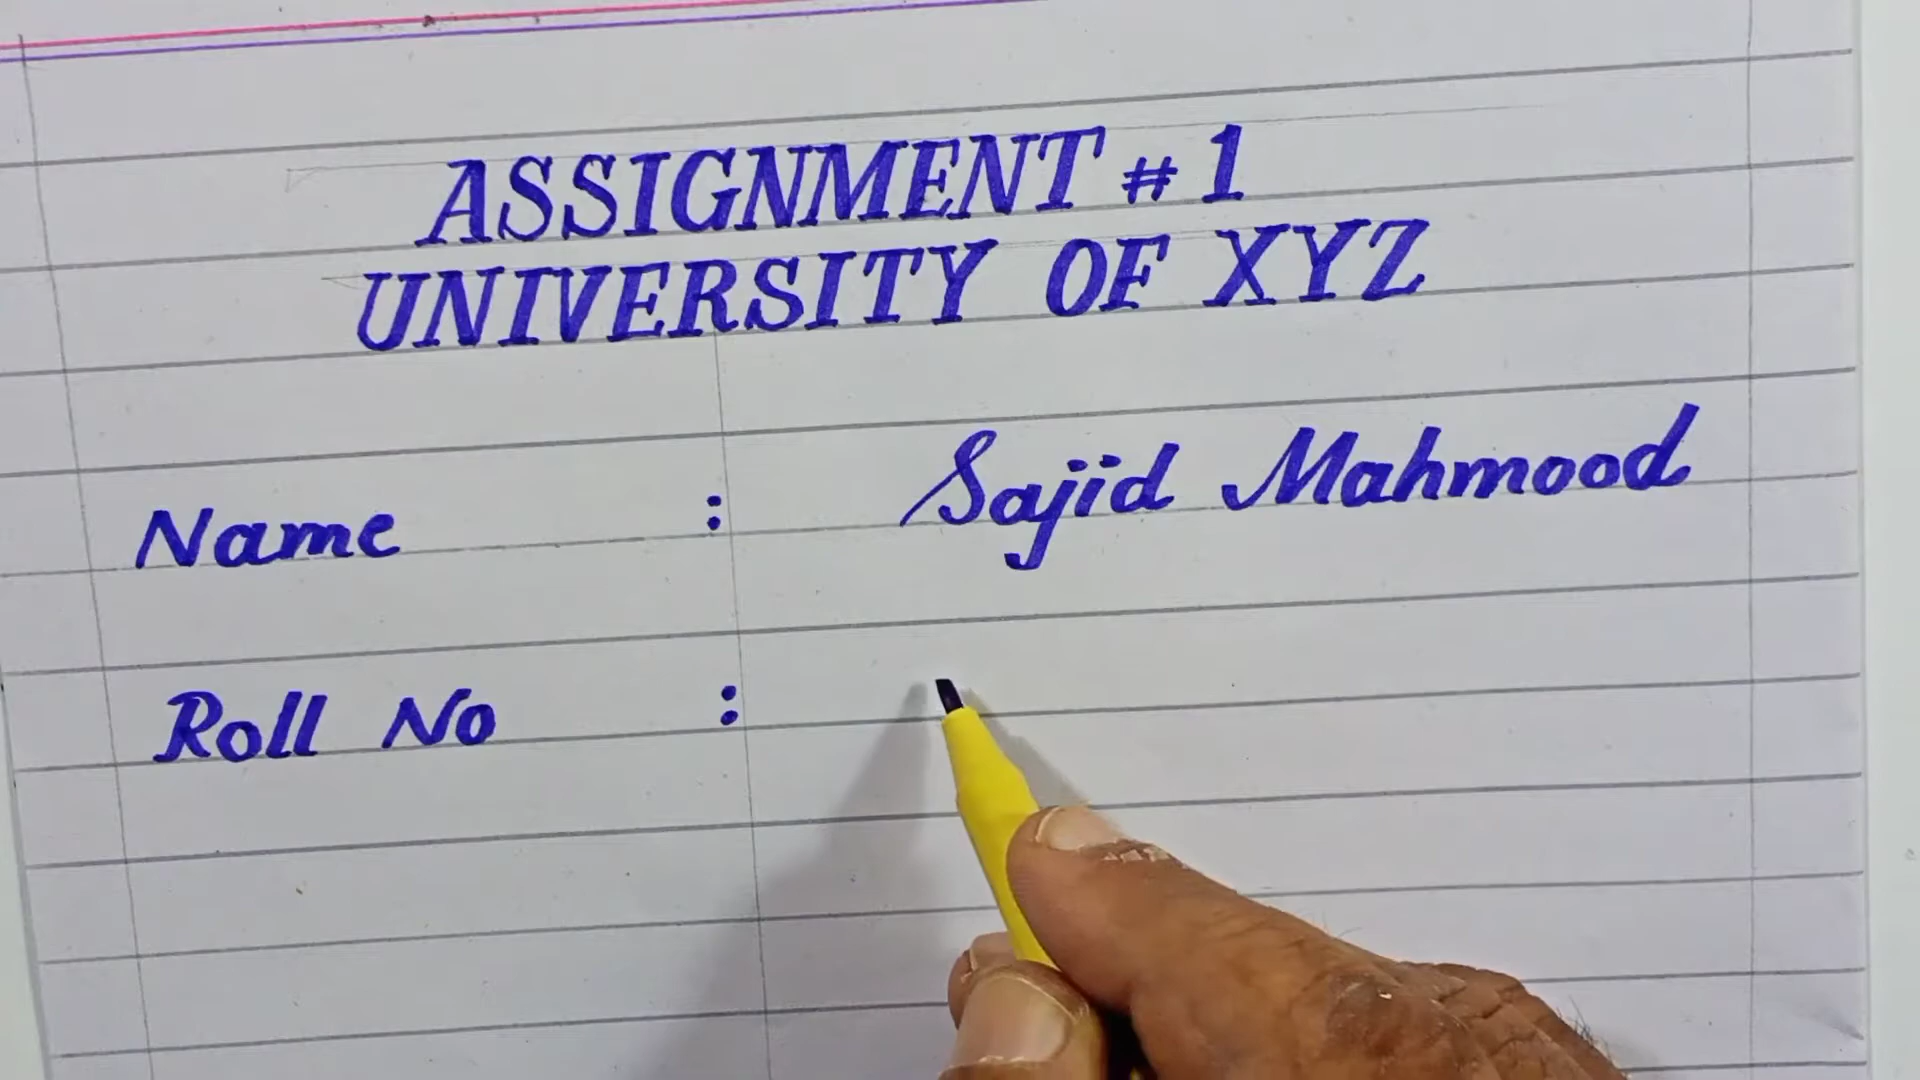 ASSIGNMENT # 1
UNIVERSITY OF XYZ
Name : Sajid Mahmood
Roll No :